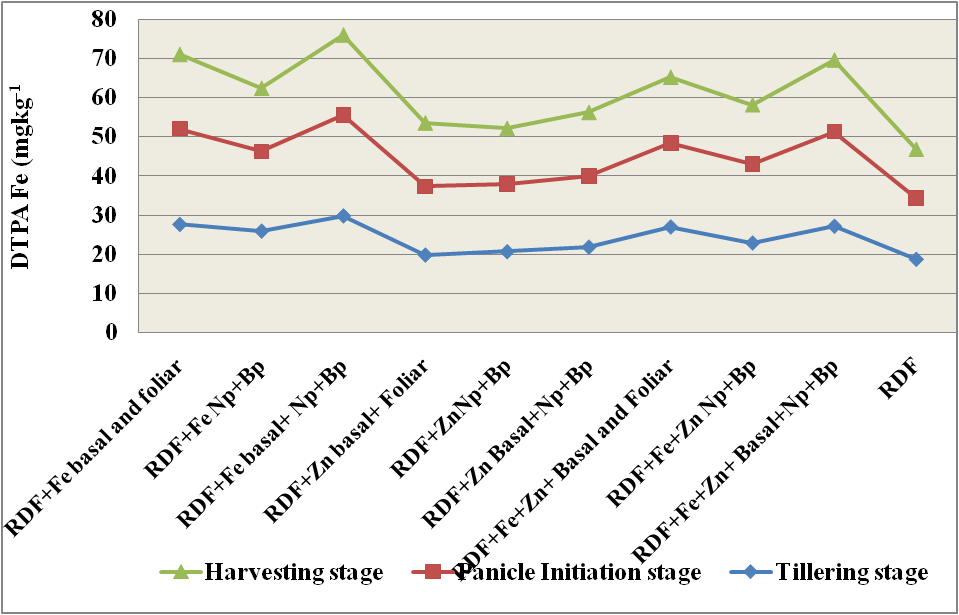 DTPA Fe (mgkg-1
80
70
60
50
40
30
20
10
0
RDF+Fe basal and foliar
RDF+Fe Np+Bp
RDF+Fe basal+ Np+Bp
RDF+Zn basal+ Foliar
RDF+ZnNp+Bp
RDF+Zn Basal+Np+Bp
RDF+Fe+Zn+ Basal and Foliar
RDF+Fe+Zn Np+Bp
RDF+Fe+Zn+ Basal+Np+Bp
RDF
Harvesting stage
Panicle Initiation stage
Tillering stage